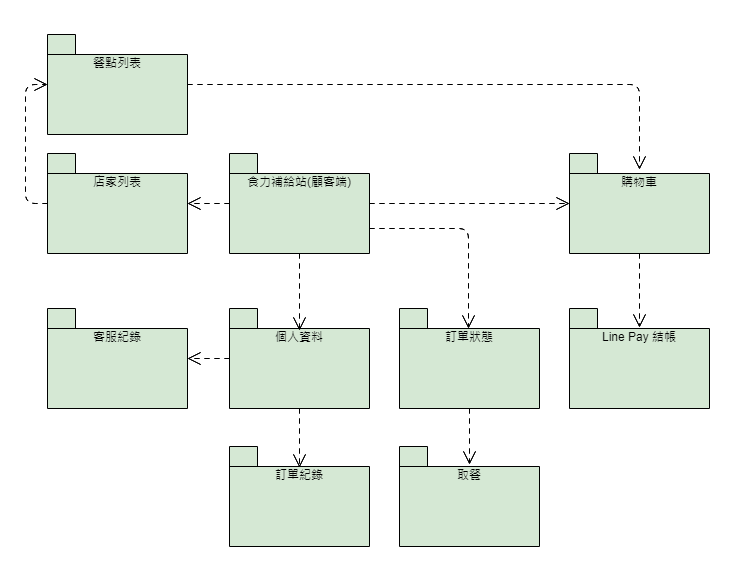 餐點列表
店家列表
食力補給站(顧客端)
購物車
客服紀錄
個人資料
訂單狀態
Line Pay 結帳
訂單紀錄
取餐